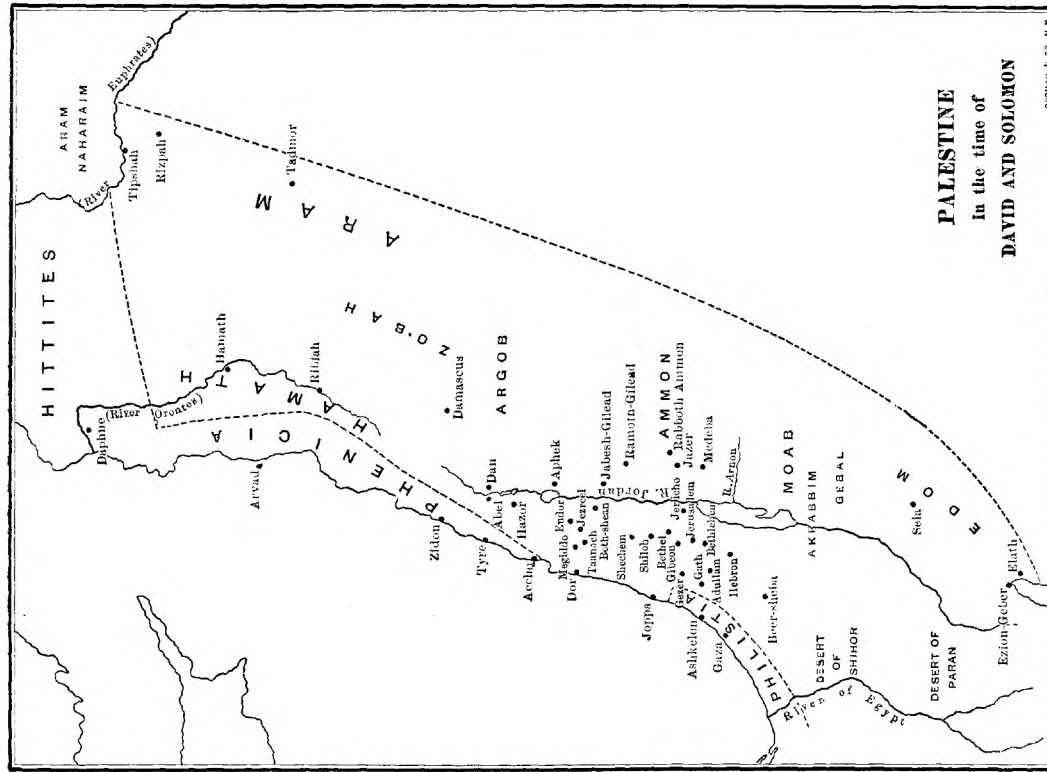 HITTITES
ARAM
NAHARAIM
(River Euphrates)
Tipshah
Rizpah
Daphne
(River Orontes)
Hamath
HAMATH
Tadmor
ARAM
ZO'BAH
Arvad
Riblah
PHENICIA
Damascus
ARGOB
Zidon
Tyre
Dan
Abel
Hazor
Accho
Aphek
Endor
Jezreel
Megiddo
Taanach
Dor
Beth-shean
Jabesh-Gilead
Ramoth-Gilead
R. Jordan
Shechem
Shiloh
Joppa
AMMON
Rabboth Ammon
Jazer
Medeba
Bethel
Gibeon
Jericho
Jerusalem
Gezer
Gath
Bethlehem
Adullam
Hebron
Ashkelon
Gaza
PHILISTIA
Beer-sheba
R. Arnon
MOAB
AKRABBIM
GEBAL
DESERT
OF
SHIHOR
River of Egypt
DESERT OF
PARAN
Sela
EDOM
Ezion-Geber
Elath
PALESTINE
In the time of
DAVID AND SOLOMON